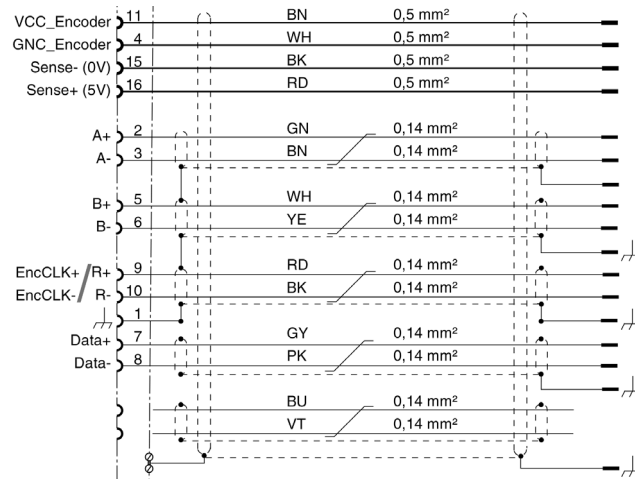 VCC_Encoder 11 BN 0,5 mm²
GNC_Encoder 4 WH 0,5 mm²
Sense- (0V) 15 BK 0,5 mm²
Sense+ (5V) 16 RD 0,5 mm²
A+ 2 GN 0,14 mm²
A- 3 BN 0,14 mm²
B+ 5 WH 0,14 mm²
B- 6 YE 0,14 mm²
EncCLK+/R+ 9 RD 0,14 mm²
EncCLK-/R- 10 BK 0,14 mm²
1
Data+ 7 GY 0,14 mm²
Data- 8 PK 0,14 mm²
BU 0,14 mm²
VT 0,14 mm²